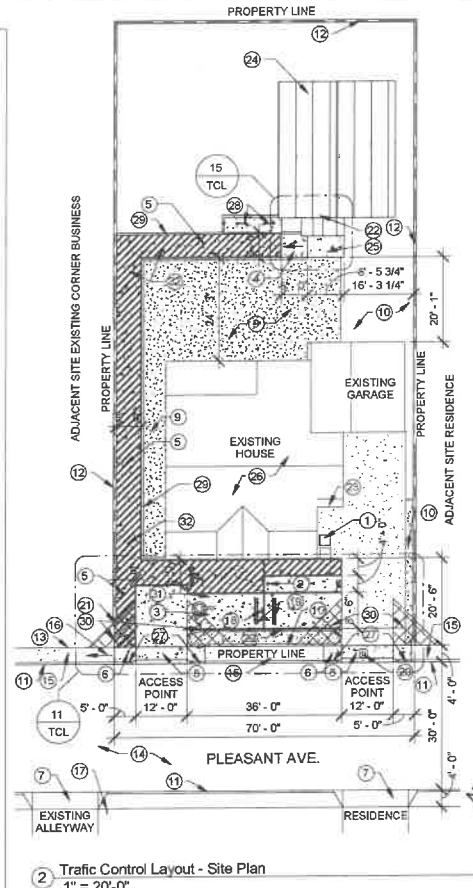 PROPERTY LINE
12
24
15
TCL
5
28
29
22
12
4
25
5 3/4"
16' - 3 1/4"
20' - 1"
10
ADJACENT SITE EXISTING CORNER BUSINESS
PROPERTY LINE
EXISTING
GARAGE
PROPERTY LINE
ADJACENT SITE RESIDENCE
9
5
EXISTING
HOUSE
12
26
29
10
32
1
5
2
21
31
30
3
30
20' - 6"
13
16
27
15
11
15
6
PROPERTY LINE
6
11
ACCESS
POINT
ACCESS
POINT
11
TCL
5' - 0"
12' - 0"
36' - 0"
12' - 0"
5' - 0"
70' - 0"
4' - 0"
30' - 0"
4' - 0"
14
PLEASANT AVE.
7
17
11
7
EXISTING
ALLEYWAY
RESIDENCE
2
Trafic Control Layout - Site Plan
1" = 20'-0"